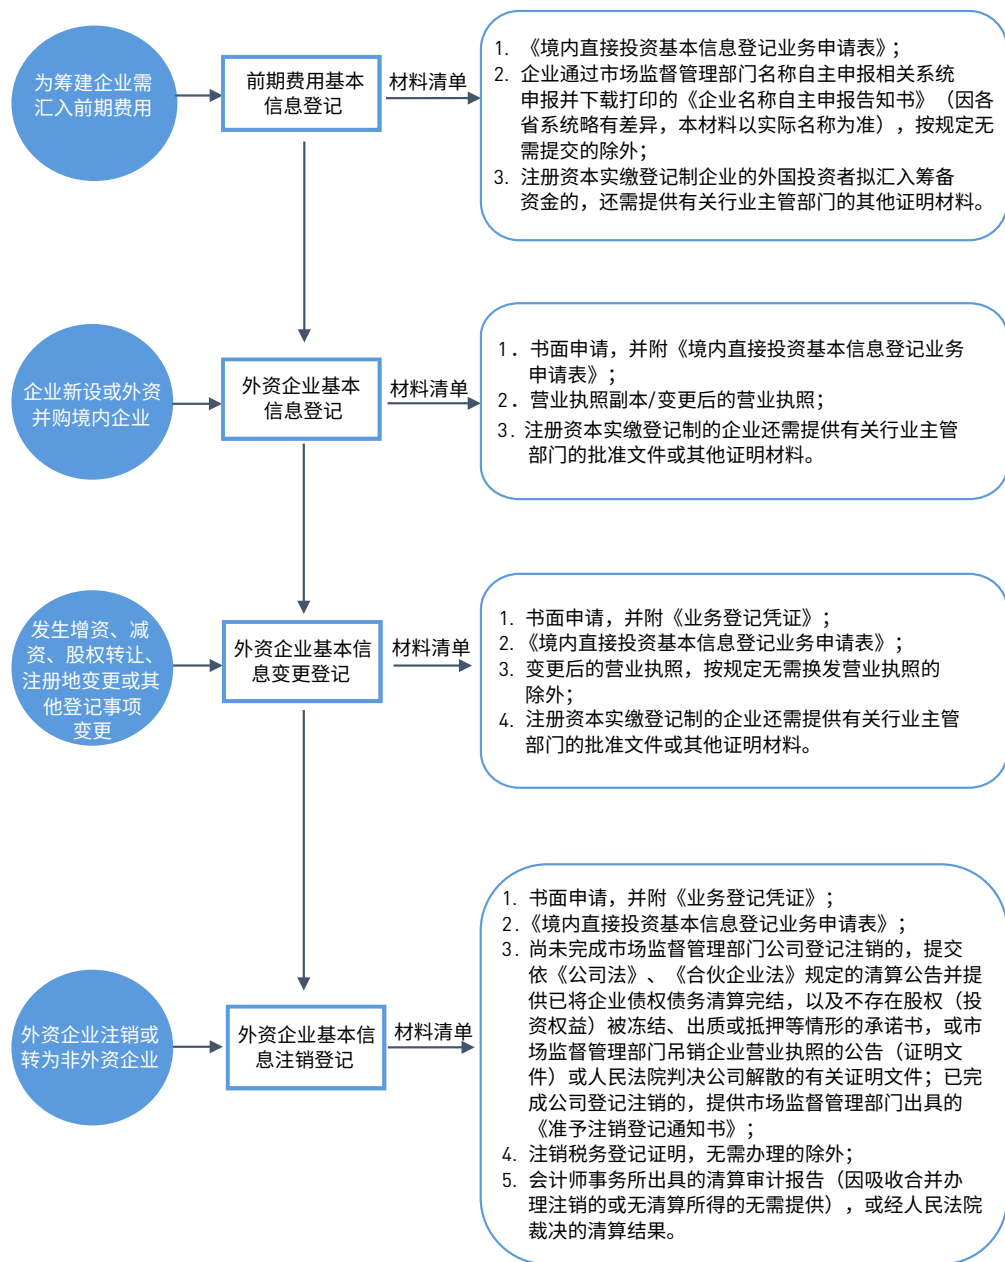 为筹建企业需
汇入前期费用
前期费用基本
信息登记
材料清单
1. 《境内直接投资基本信息登记业务申请表》；
2. 企业通过市场监督管理部门名称自主申报相关系统
申报并下载打印的《企业名称自主申报告知书》（因各
省系统略有差异，本材料以实际名称为准），按规定无
需提交的除外；
3. 注册资本实缴登记制企业的外国投资者拟汇入筹备
资金的，还需提供有关行业主管部门的其他证明材料。
企业新设或外资
并购境内企业
外资企业基本
信息登记
材料清单
1. 书面申请，并附《境内直接投资基本信息登记业务
申请表》；
2. 营业执照副本/变更后的营业执照；
3. 注册资本实缴登记制的企业还需提供有关行业主管
部门的批准文件或其他证明材料。
发生增资、减
资、股权转让、
注册地变更或其
他登记事项
变更
外资企业基本信
息变更登记
材料清单
1. 书面申请，并附《业务登记凭证》；
2. 《境内直接投资基本信息登记业务申请表》；
3. 变更后的营业执照，按规定无需换发营业执照的
除外；
4. 注册资本实缴登记制的企业还需提供有关行业主管
部门的批准文件或其他证明材料。
外资企业注销或
转为非外资企业
外资企业基本信
息注销登记
材料清单
1. 书面申请，并附《业务登记凭证》；
2. 《境内直接投资基本信息登记业务申请表》；
3. 尚未完成市场监督管理部门公司登记注销的，提交
依《公司法》、《合伙企业法》规定的清算公告并提
供已将企业债权债务清算完结，以及不存在股权（投
资权益）被冻结、出质或抵押等情形的承诺书，或市
场监督管理部门吊销企业营业执照的公告（证明文
件）或人民法院判决公司解散的有关证明文件；已完
成公司登记注销的，提供市场监督管理部门出具的
《准予注销登记通知书》；
4. 注销税务登记证明，无需办理的除外；
5. 会计师事务所出具的清算审计报告（因吸收合并办
理注销的或无清算所得的无需提供），或经人民法院
裁决的清算结果。